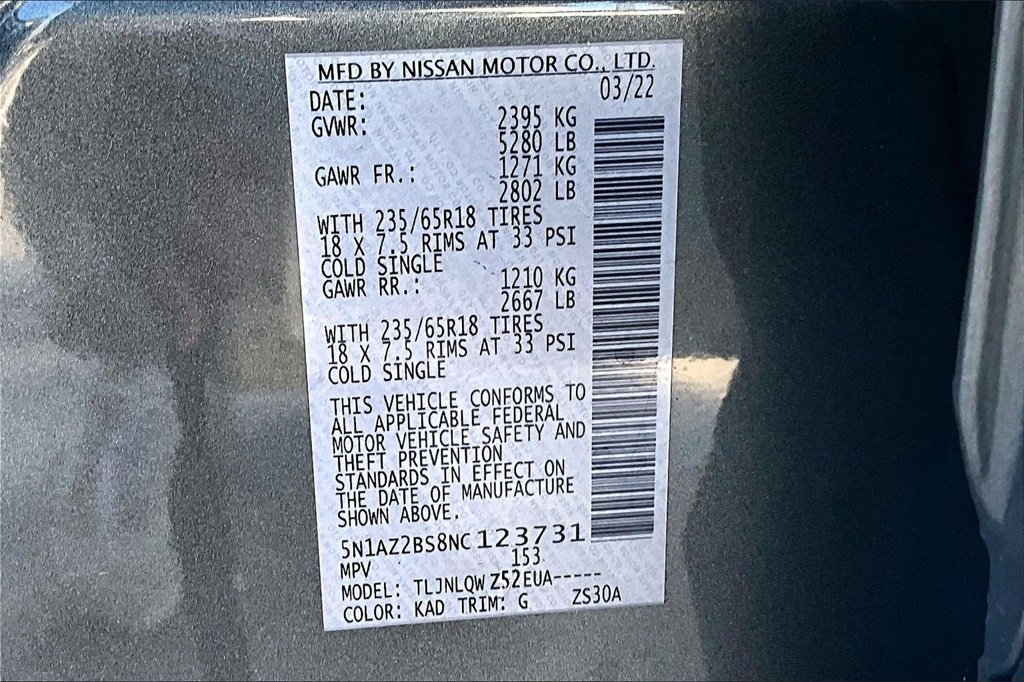 MFD BY NISSAN MOTOR CO., LTD.
DATE: 03/22
GVWR: 2395 KG
5280 LB
GAWR FR.: 1271 KG
2802 LB
WITH 235/65R18 TIRES
18 X 7.5 RIMS AT 33 PSI
COLD SINGLE
GAWR RR.: 1210 KG
2667 LB
WITH 235/65R18 TIRES
18 X 7.5 RIMS AT 33 PSI
COLD SINGLE
THIS VEHICLE CONFORMS TO
ALL APPLICABLE FEDERAL
MOTOR VEHICLE SAFETY AND
THEFT PREVENTION
STANDARDS IN EFFECT ON
THE DATE OF MANUFACTURE
SHOWN ABOVE.
5N1AZ2BS8NC123731
MPV 153
MODEL: TLJNLQW Z52EUA-----
COLOR: KAD TRIM: G ZS30A